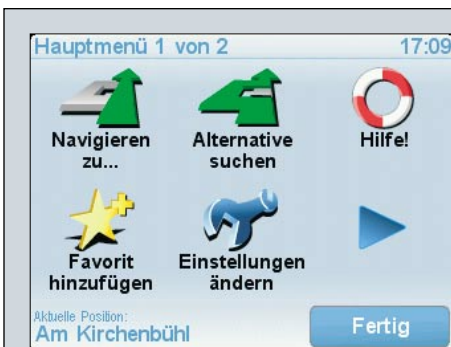 Hauptmenü 1 von 2 17:09
Navigieren
zu...
Alternative
suchen
Hilfe!
Favorit
hinzufügen
Einstellungen
ändern
Aktuelle Position:
Am Kirchenbühl
Fertig